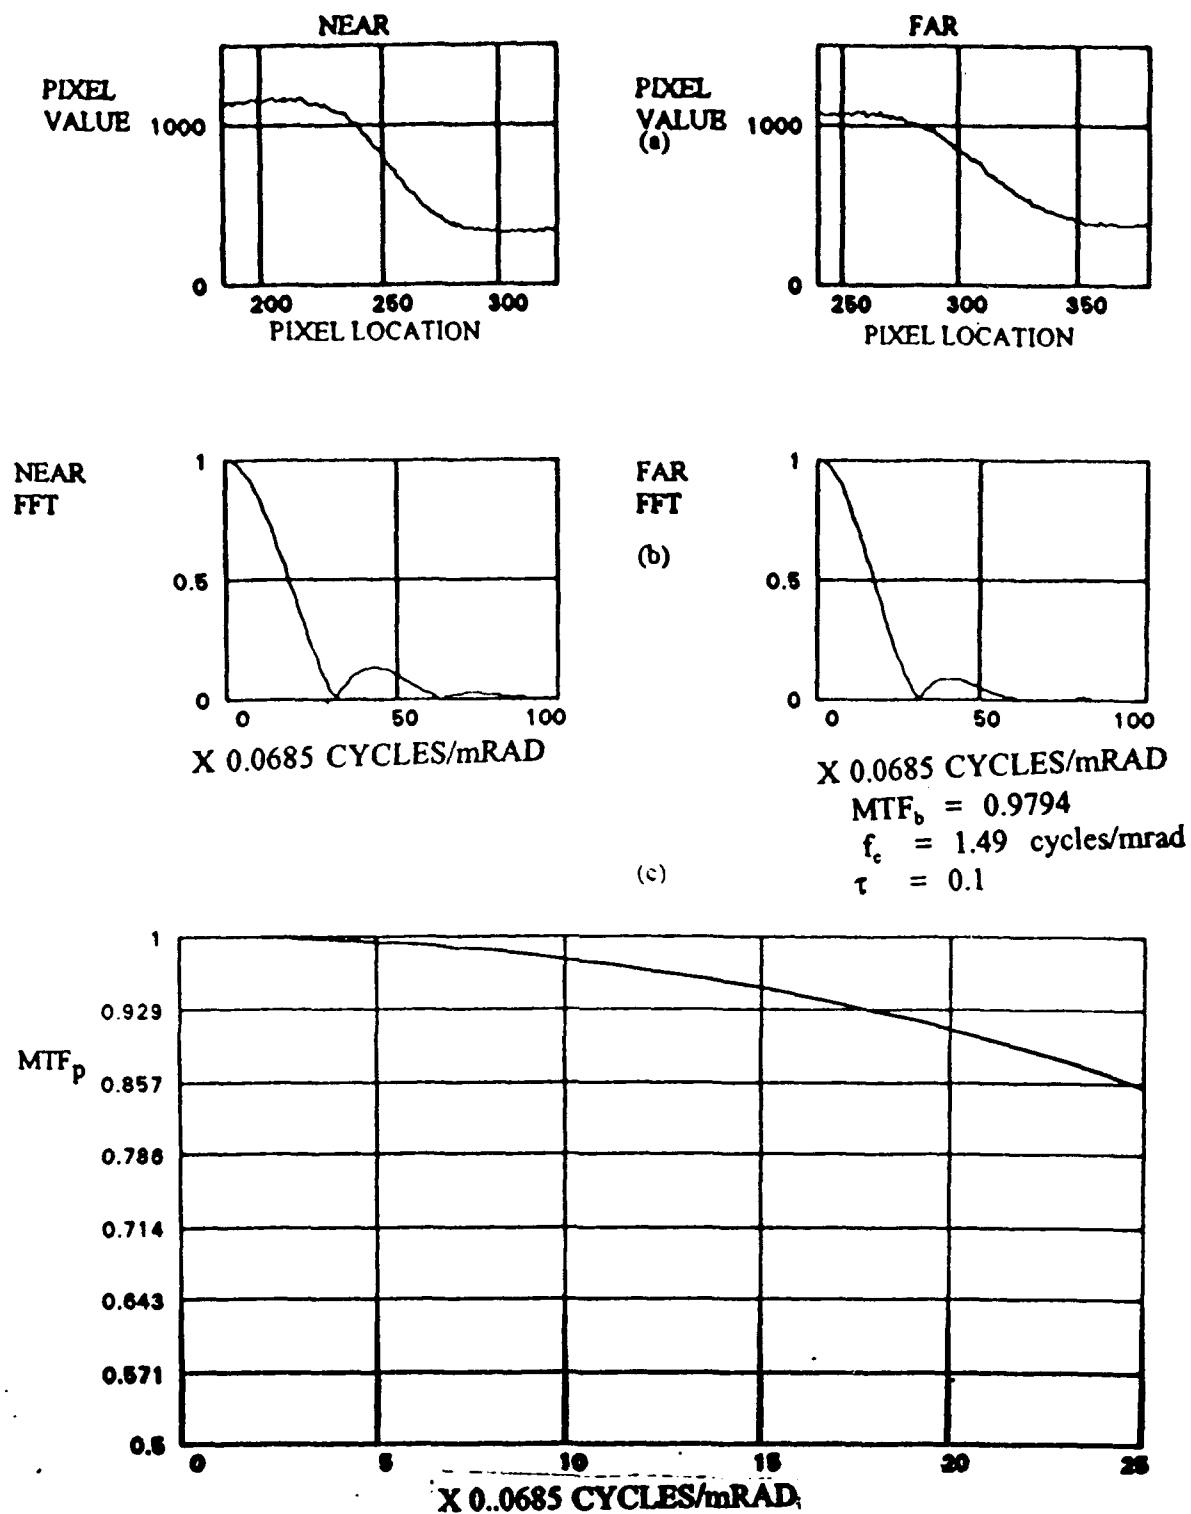 NEAR
PIXEL
VALUE
1000
0
200
250
300
PIXEL LOCATION
FAR
PIXEL
VALUE
(a)
1000
0
250
300
350
PIXEL LOCATION
NEAR
FFT
1
0.5
0
0
50
100
X 0.0685 CYCLES/mRAD
FAR
FFT
(b)
1
0.5
0
0
50
100
X 0.0685 CYCLES/mRAD
MTFb = 0.9794
fc = 1.49 cycles/mrad
τ = 0.1
(c)
MTFp
1
0.929
0.857
0.786
0.714
0.643
0.571
0.5
0
5
10
15
20
25
X 0..0685 CYCLES/mRAD